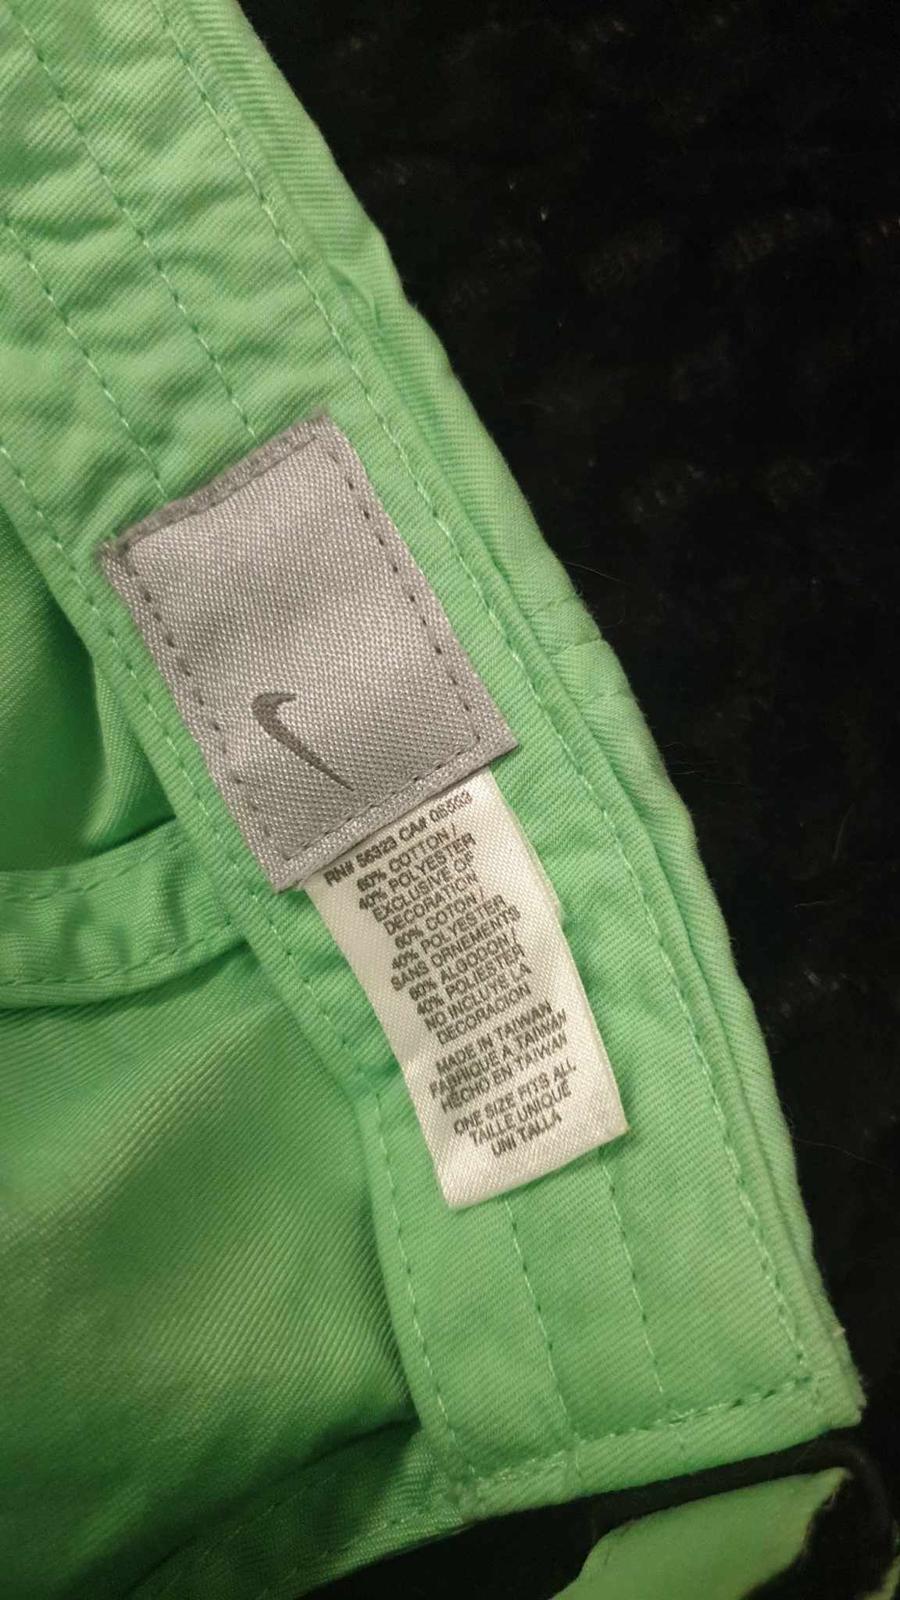 RN# 56323 CA# 05553
60% COTTON /
40% POLYESTER
EXCLUSIVE OF
DECORATION
60% COTON /
40% POLYESTER
SANS ORNEMENTS
60% ALGODON /
40% POLIESTER
NO INCLUYE LA
DECORACION
MADE IN TAIWAN
FABRIQUE A TAIWAN
HECHO EN TAIWAN
ONE SIZE FITS ALL
TAILLE UNIQUE
UNI TALLA